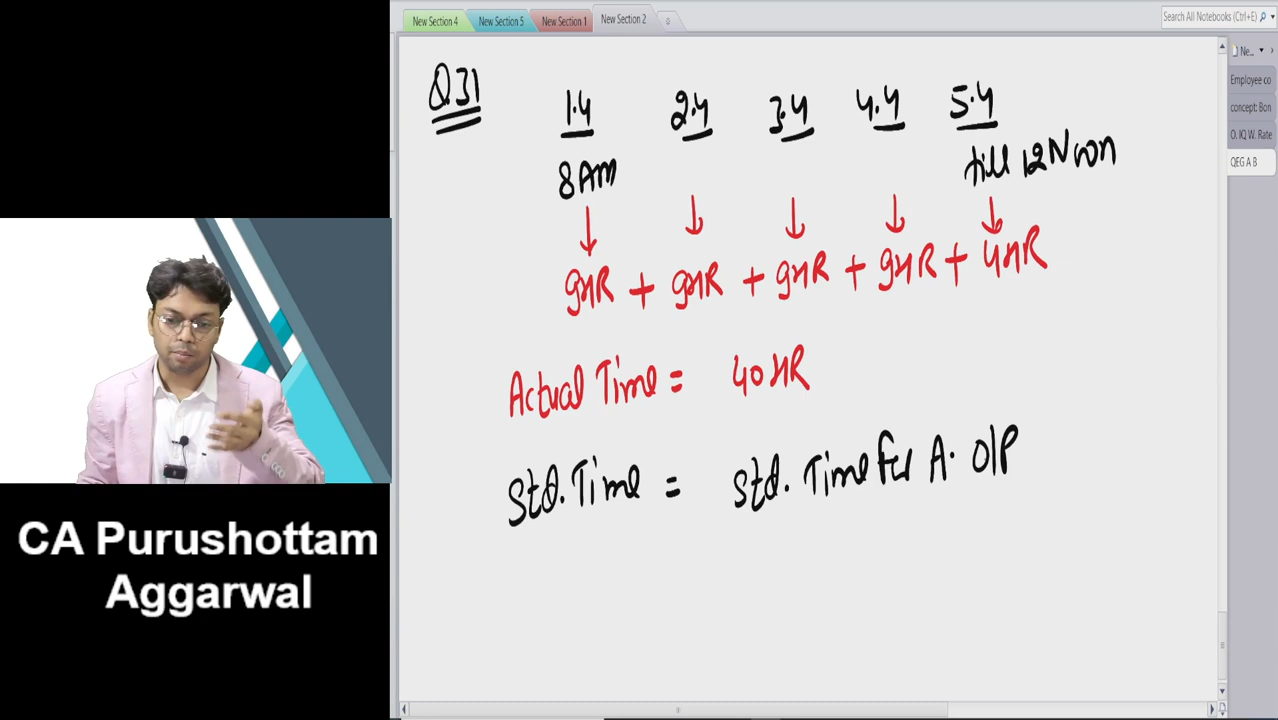 New Section 4 New Section 5 New Section 1 New Section 2
Search All Notebooks (Ctrl+E)
Ne...
Employee co
concept: Bon
O. IQ W. Rate
QEG A B
Q31
1.4 2.4 3.4 4.4 5.4
8Am till 12Noon
9HR + 9HR + 9HR + 9HR + 4HR
Actual Time = 40HR
Std. Time = Std. Time For A. O/P
CA Purushottam
Aggarwal